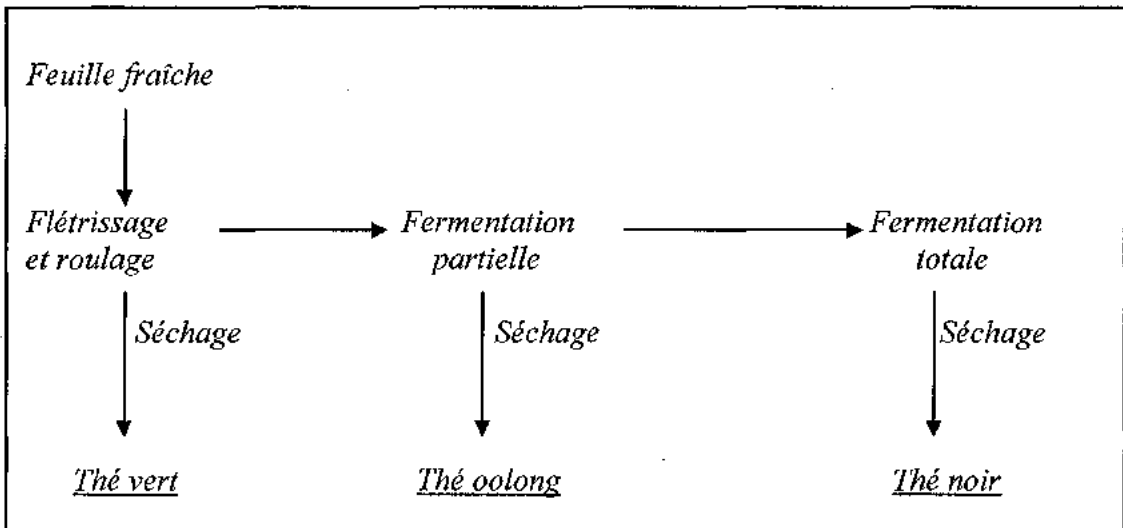 Feuille fraîche
Flétrissage
et roulage
Fermentation
partielle
Fermentation
totale
Séchage
Séchage
Séchage
Thé vert
Thé oolong
Thé noir